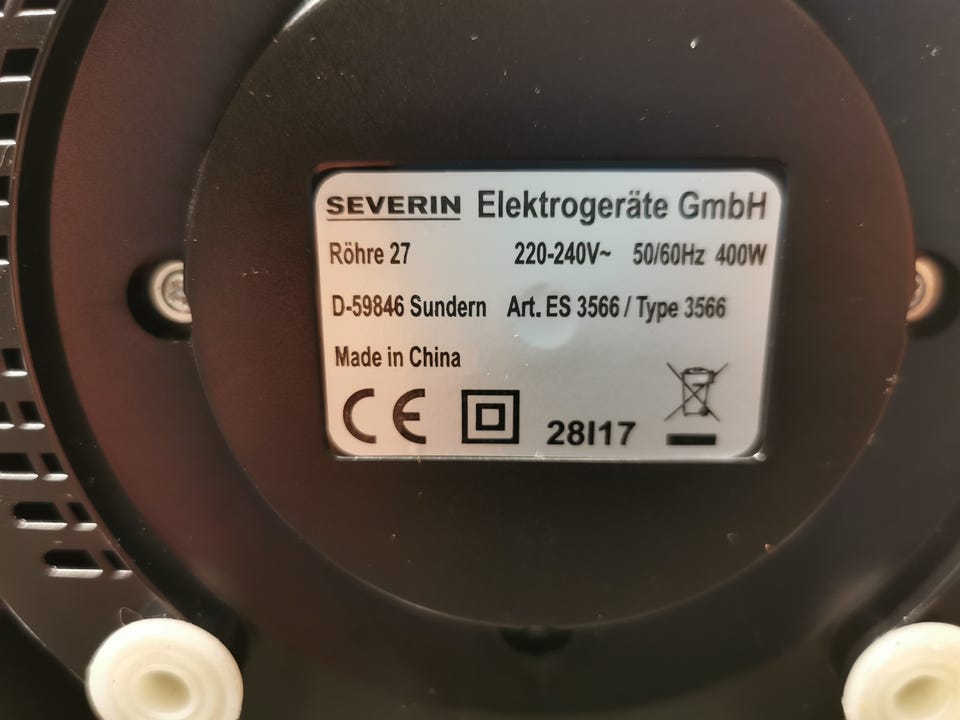 SEVERIN Elektrogeräte GmbH
Röhre 27 220-240V~ 50/60Hz 400W
D-59846 Sundern Art. ES 3566 / Type 3566
Made in China
CE 28I17